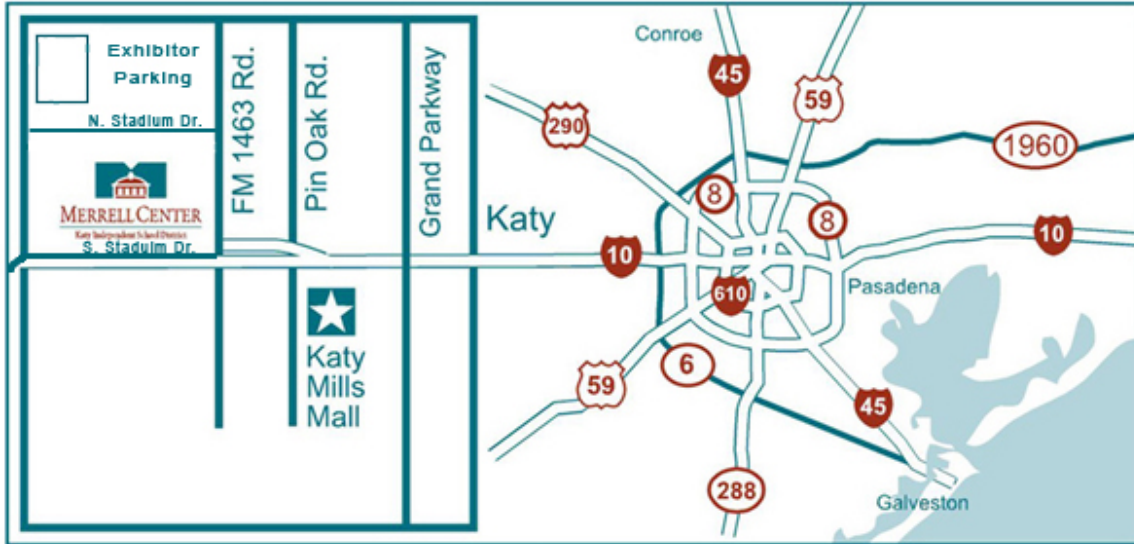 Exhibitor
Parking
N. Stadium Dr.
MERRELL CENTER
Katy Independent School District
S. Staduim Dr.
FM 1463 Rd.
Pin Oak Rd.
Grand Parkway
Katy
Mills
Mall
Katy
Conroe
45
59
290
1960
8
8
10
10
610
Pasadena
6
59
45
288
Galveston